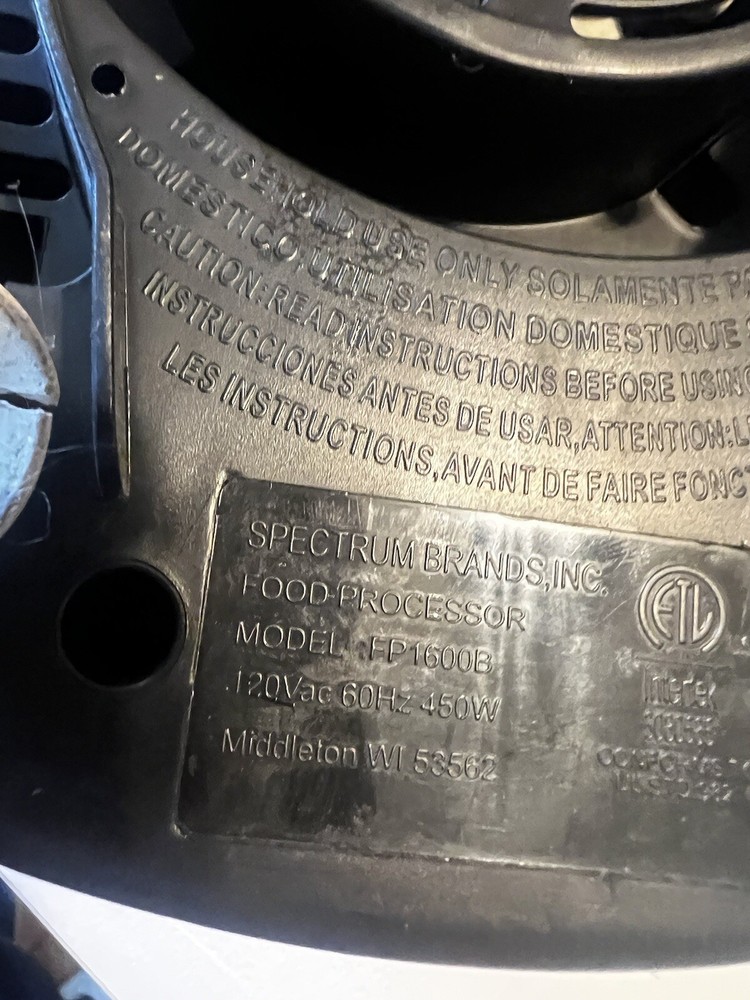 HOUSEHOLD USE ONLY SOLAMENTE
DOMESTICO, UTILISATION DOMESTIQUE
CAUTION: READ INSTRUCTIONS BEFORE USING
INSTRUCCIONES ANTES DE USAR, ATTENTION:
LES INSTRUCTIONS, AVANT DE FAIRE
SPECTRUM BRANDS, INC.
FOOD PROCESSOR
MODEL : FP1600B
120Vac 60Hz 450W
Middleton WI 53562
ETL
Intertek